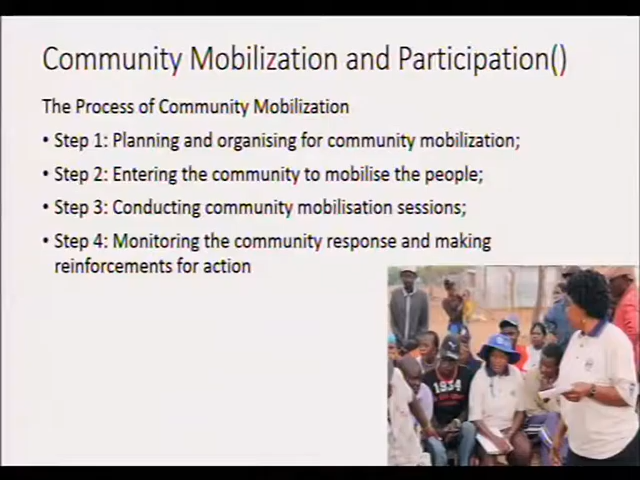 Community Mobilization and Participation()
The Process of Community Mobilization
• Step 1: Planning and organising for community mobilization;
• Step 2: Entering the community to mobilise the people;
• Step 3: Conducting community mobilisation sessions;
• Step 4: Monitoring the community response and making
reinforcements for action
1934